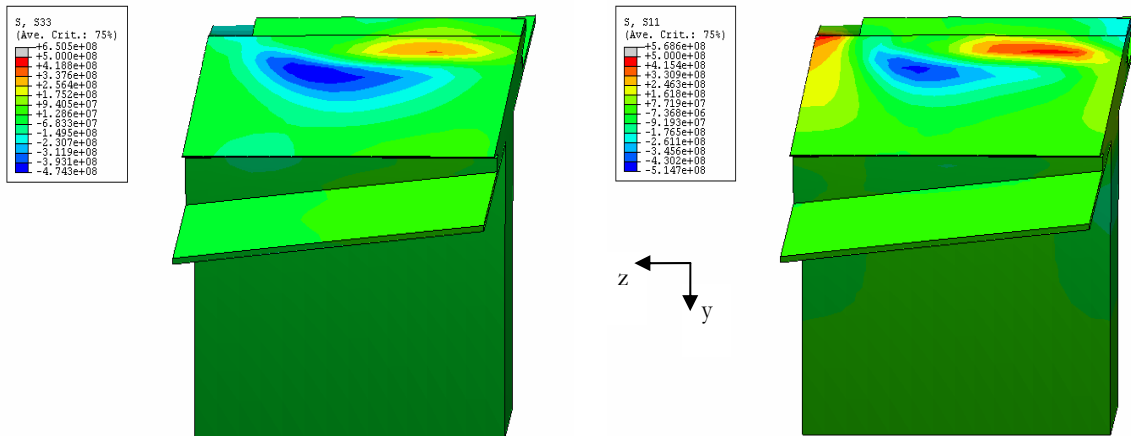 S, S33
(Ave. Crit.: 75%)
+6.505e+08
+5.000e+08
+4.188e+08
+3.376e+08
+2.564e+08
+1.752e+08
+9.405e+07
+1.286e+07
-6.833e+07
-1.495e+08
-2.307e+08
-3.119e+08
-3.931e+08
-4.743e+08
S, S11
(Ave. Crit.: 75%)
+5.686e+08
+5.000e+08
+4.154e+08
+3.309e+08
+2.463e+08
+1.618e+08
+7.719e+07
-7.368e+06
-9.193e+07
-1.765e+08
-2.611e+08
-3.456e+08
-4.302e+08
-5.147e+08
z
y